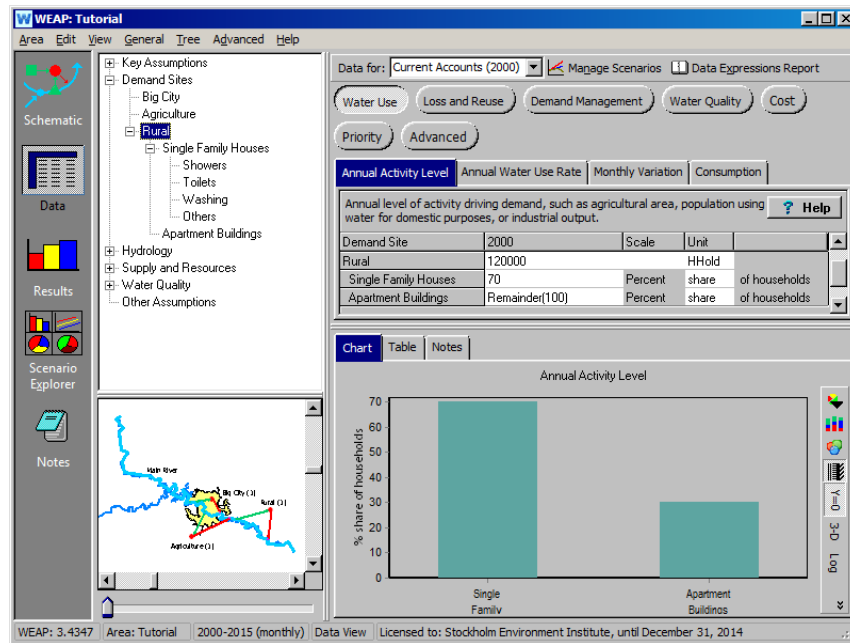 WEAP: Tutorial
Area Edit View General Tree Advanced Help
Schematic
Data
Results
Scenario
Explorer
Notes
Key Assumptions
Demand Sites
Big City
Agriculture
Rural
Single Family Houses
Showers
Toilets
Washing
Others
Apartment Buildings
Hydrology
Supply and Resources
Water Quality
Other Assumptions
Main River
Big City (1)
Rural (3)
Agriculture (1)
Data for: Current Accounts (2000) Manage Scenarios Data Expressions Report
Water Use Loss and Reuse Demand Management Water Quality Cost
Priority Advanced
Annual Activity Level Annual Water Use Rate Monthly Variation Consumption
Annual level of activity driving demand, such as agricultural area, population using
water for domestic purposes, or industrial output.
? Help
Demand Site 2000 Scale Unit
Rural 120000 HHold
Single Family Houses 70 Percent share of households
Apartment Buildings Remainder(100) Percent share of households
Chart Table Notes
Annual Activity Level
% share of households
70
60
50
40
30
20
10
0
Single
Family
Apartment
Buildings
Y=0
3-D
Log
WEAP: 3.4347 Area: Tutorial 2000-2015 (monthly) Data View Licensed to: Stockholm Environment Institute, until December 31, 2014